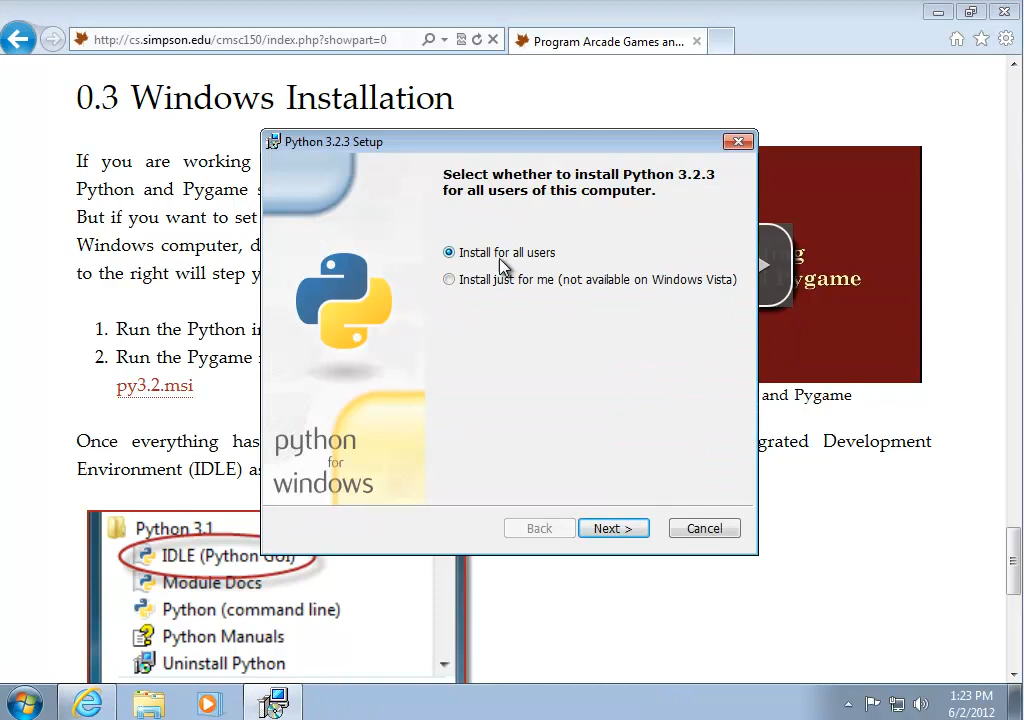 http://cs.simpson.edu/cmsc150/index.php?showpart=0
Program Arcade Games an...
0.3 Windows Installation
If you are working
Python and Pygame s
But if you want to set
Windows computer, d
to the right will step y
1. Run the Python in
2. Run the Pygame
py3.2.msi
Once everything has
Environment (IDLE) as
Python 3.2.3 Setup
Select whether to install Python 3.2.3
for all users of this computer.
Install for all users
Install just for me (not available on Windows Vista)
python
for
windows
Back
Next >
Cancel
ygame
and Pygame
grated Development
Python 3.1
IDLE (Python GUI)
Module Docs
Python (command line)
Python Manuals
Uninstall Python
1:23 PM
6/2/2012